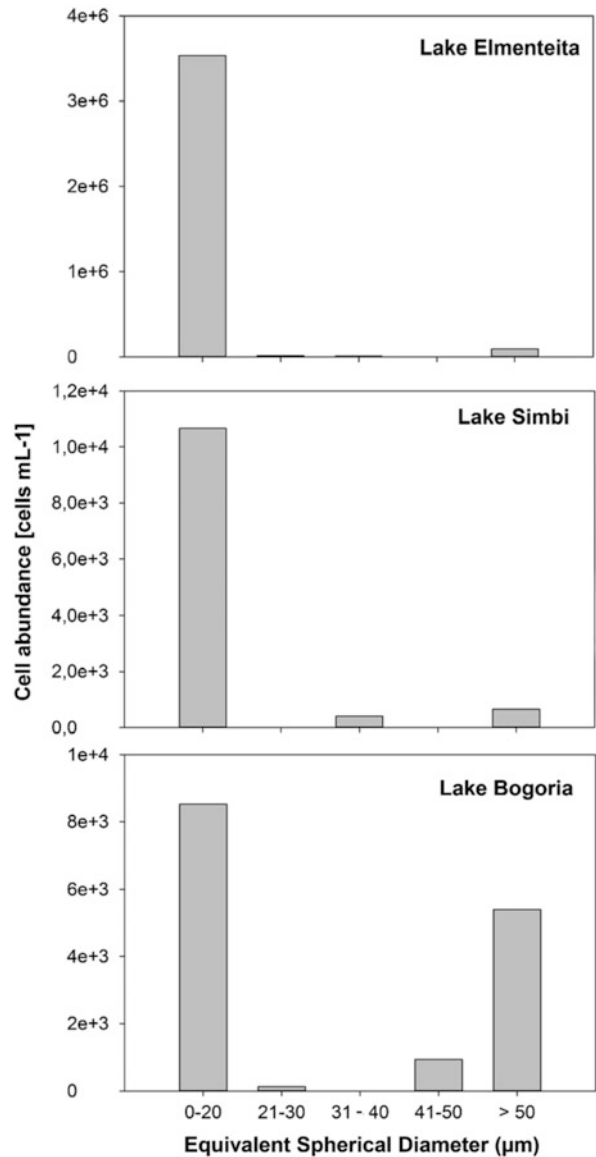 4e+6
Lake Elmenteita
3e+6
2e+6
1e+6
0
1,2e+4
Lake Simbi
1,0e+4
8,0e+3
6,0e+3
4,0e+3
2,0e+3
0,0
Cell abundance [cells mL-1]
1e+4
Lake Bogoria
8e+3
6e+3
4e+3
2e+3
0
0-20 21-30 31 - 40 41-50 > 50
Equivalent Spherical Diameter (µm)